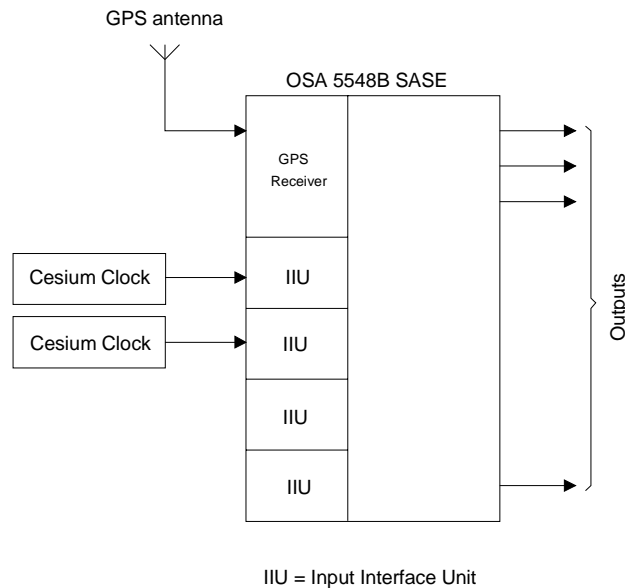 GPS antenna
OSA 5548B SASE
GPS
Receiver
Cesium Clock
IIU
Cesium Clock
IIU
IIU
IIU
Outputs
IIU = Input Interface Unit